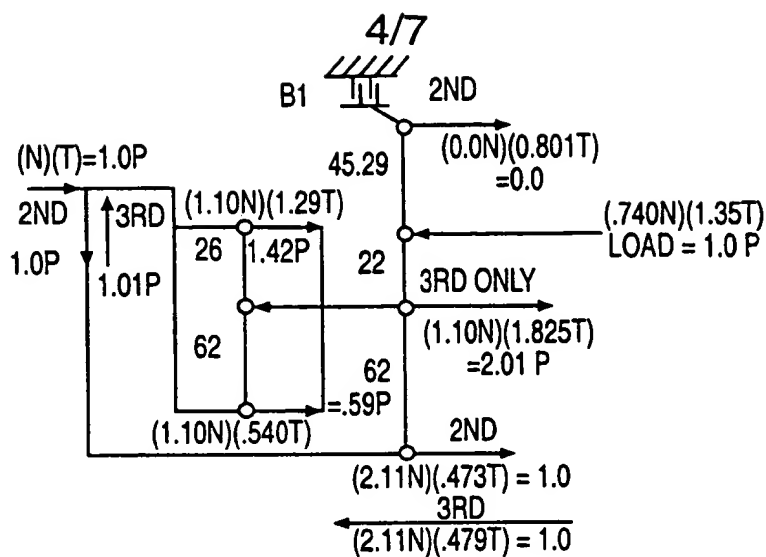 4/7
B1
2ND
(0.0N)(0.801T)
=0.0
45.29
(N)(T)=1.0P
2ND
3RD
1.0P
1.01P
(1.10N)(1.29T)
26
1.42P
22
(.740N)(1.35T)
LOAD = 1.0 P
3RD ONLY
(1.10N)(1.825T)
=2.01 P
62
62
=.59P
(1.10N)(.540T)
2ND
(2.11N)(.473T) = 1.0
3RD
(2.11N)(.479T) = 1.0